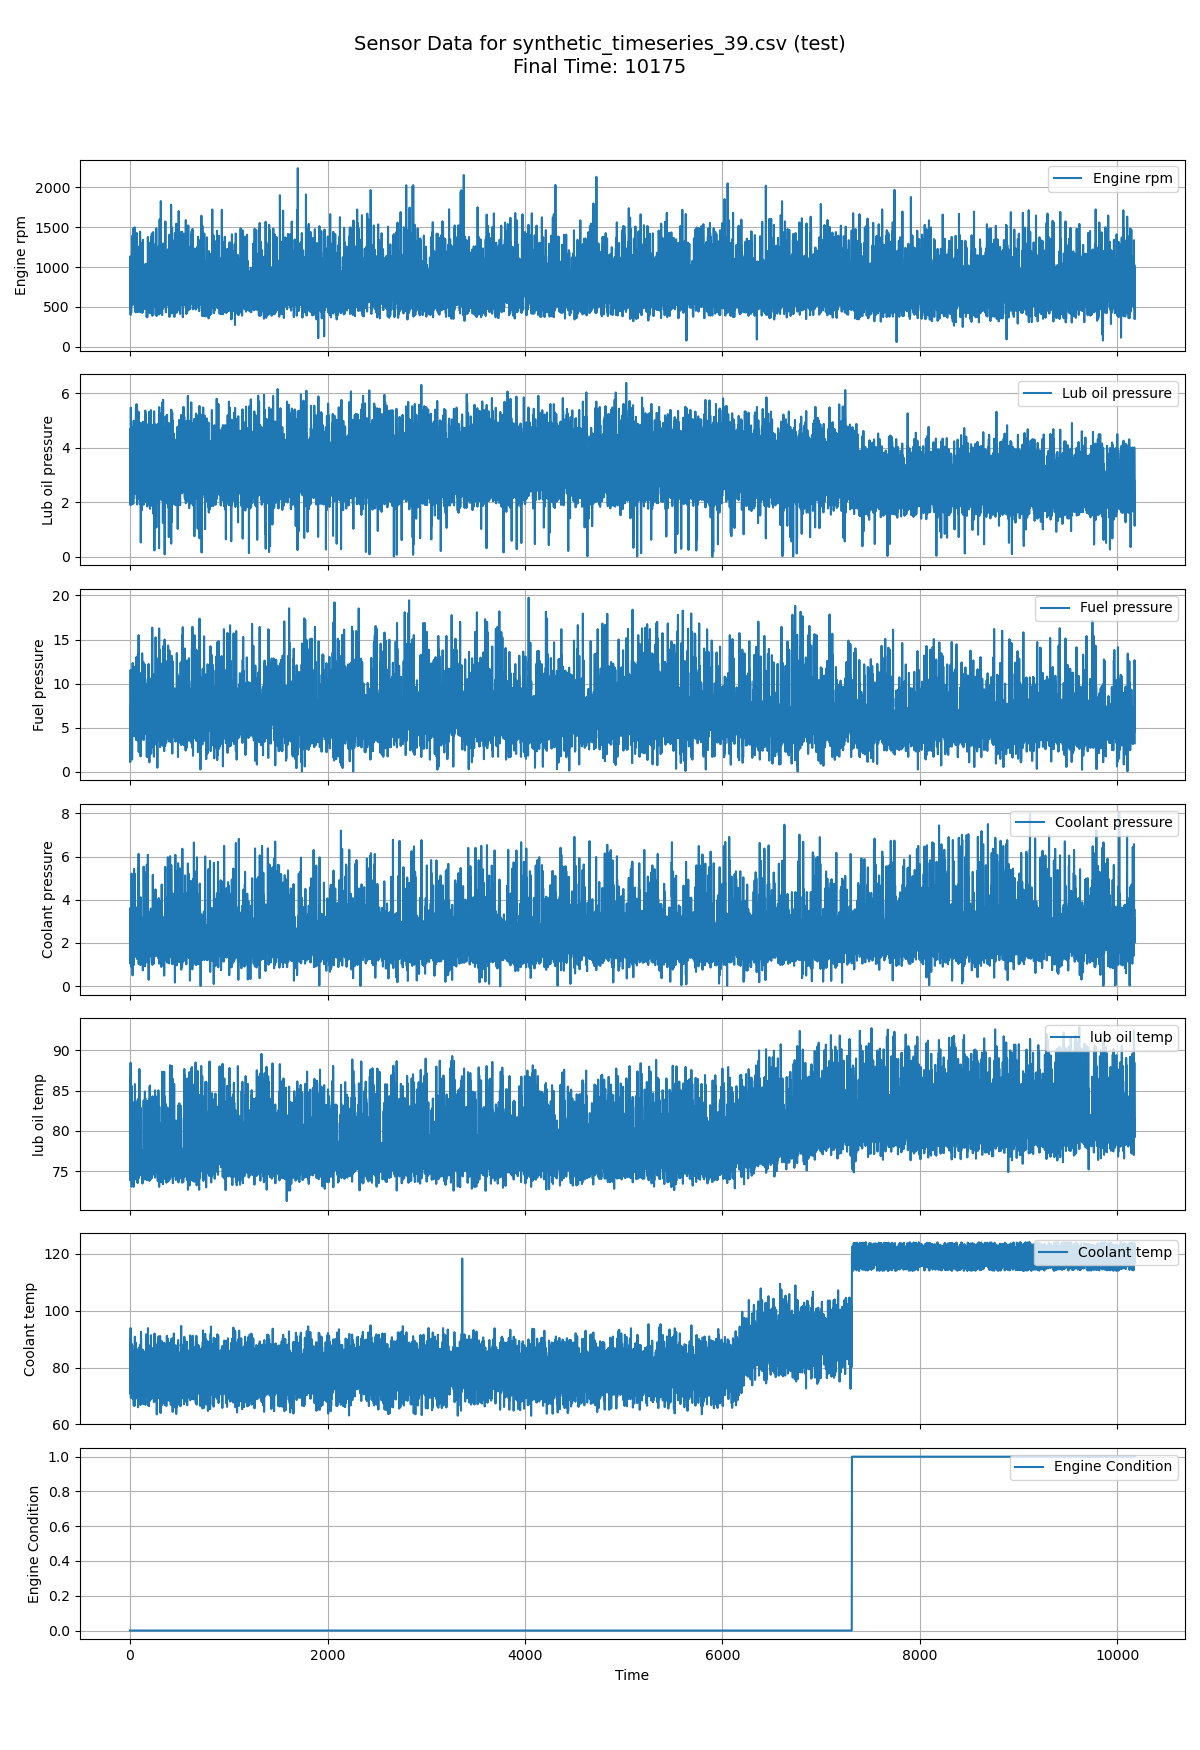 Sensor Data for synthetic_timeseries_39.csv (test)
Final Time: 10175
Engine rpm
2000
1500
1000
500
0
Engine rpm
Lub oil pressure
6
4
2
0
Lub oil pressure
Fuel pressure
20
15
10
5
0
Fuel pressure
Coolant pressure
8
6
4
2
0
Coolant pressure
lub oil temp
90
85
80
75
lub oil temp
Coolant temp
120
100
80
60
Coolant temp
Engine Condition
1.0
0.8
0.6
0.4
0.2
0.0
Engine Condition
0 2000 4000 6000 8000 10000
Time